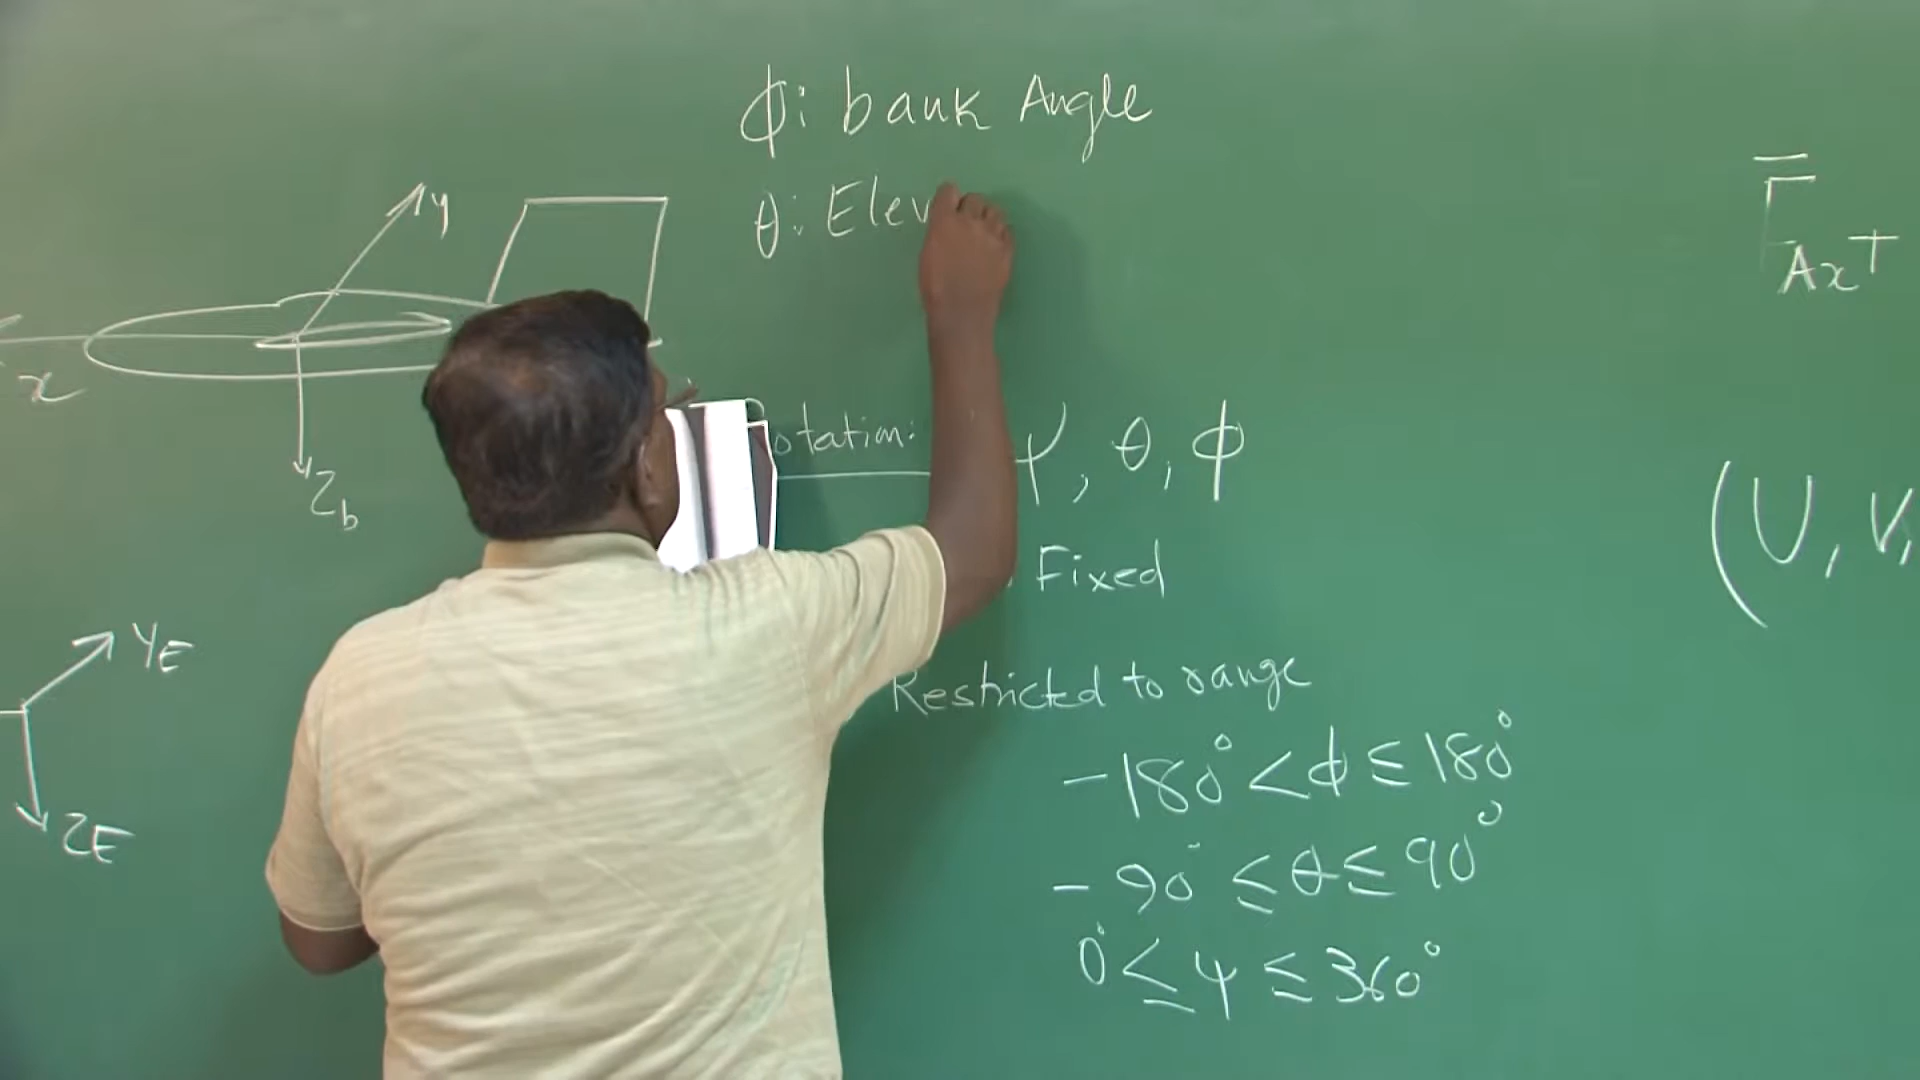 ϕ: bank Angle
θ: Elev
y
x
Z_b
otation:
ψ, θ, ϕ
Fixed
Restricted to range
-180° < ϕ ≤ 180°
-90° ≤ θ ≤ 90°
0° ≤ ψ ≤ 360°
Y_E
Z_E
F_Ax+
(U, V,